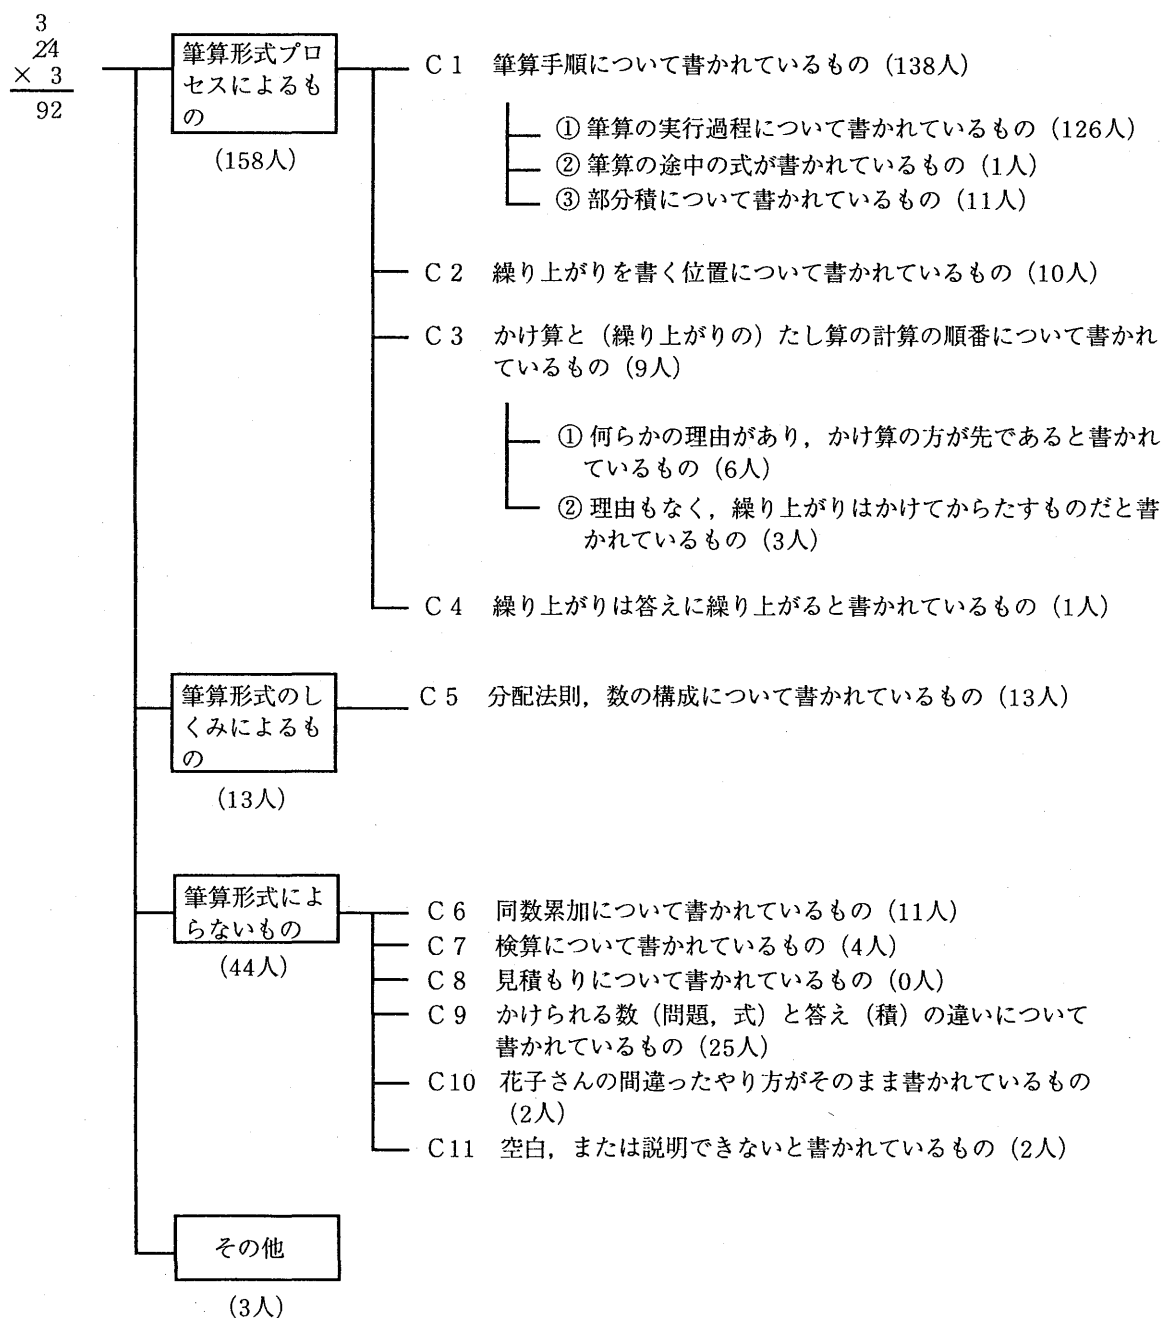 3
24
× 3
92
筆算形式プロ
セスによるも
の
(158人)
C 1 筆算手順について書かれているもの (138人)
① 筆算の実行過程について書かれているもの (126人)
② 筆算の途中の式が書かれているもの (1人)
③ 部分積について書かれているもの (11人)
C 2 繰り上がりを書く位置について書かれているもの (10人)
C 3 かけ算と (繰り上がりの) たし算の計算の順番について書かれ
ているもの (9人)
① 何らかの理由があり,かけ算の方が先であると書かれ
ているもの (6人)
② 理由もなく,繰り上がりはかけてからたすものだと書
かれているもの (3人)
C 4 繰り上がりは答えに繰り上がると書かれているもの (1人)
筆算形式のし
くみによるも
の
(13人)
C 5 分配法則,数の構成について書かれているもの (13人)
筆算形式によ
らないもの
(44人)
C 6 同数累加について書かれているもの (11人)
C 7 検算について書かれているもの (4人)
C 8 見積もりについて書かれているもの (0人)
C 9 かけられる数 (問題,式) と答え (積) の違いについて
書かれているもの (25人)
C10 花子さんの間違ったやり方がそのまま書かれているもの
(2人)
C11 空白,または説明できないと書かれているもの (2人)
その他
(3人)